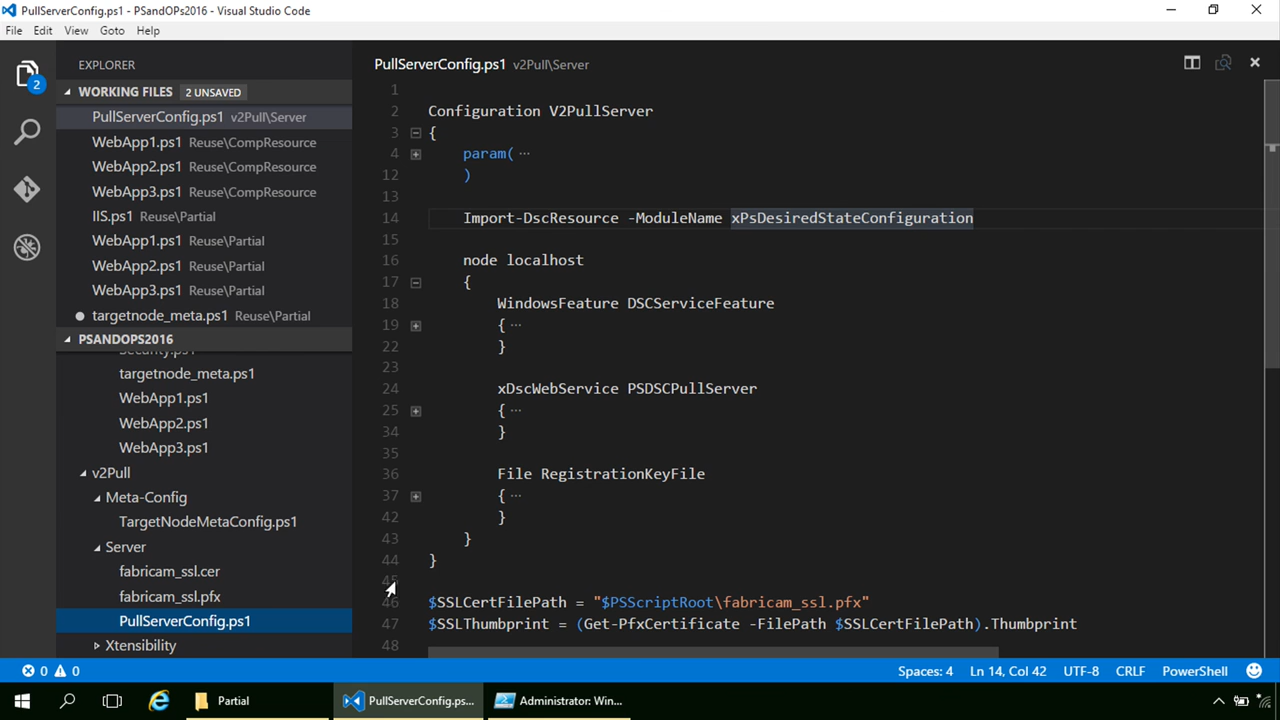 PullServerConfig.ps1 - PSandOPs2016 - Visual Studio Code
File Edit View Goto Help
2
EXPLORER
WORKING FILES 2 UNSAVED
PullServerConfig.ps1 v2Pull\Server
WebApp1.ps1 Reuse\CompResource
WebApp2.ps1 Reuse\CompResource
WebApp3.ps1 Reuse\CompResource
IIS.ps1 Reuse\Partial
WebApp1.ps1 Reuse\Partial
WebApp2.ps1 Reuse\Partial
WebApp3.ps1 Reuse\Partial
targetnode_meta.ps1 Reuse\Partial
PSANDOPS2016
Security.ps1
targetnode_meta.ps1
WebApp1.ps1
WebApp2.ps1
WebApp3.ps1
v2Pull
Meta-Config
TargetNodeMetaConfig.ps1
Server
fabricam_ssl.cer
fabricam_ssl.pfx
PullServerConfig.ps1
Xtensibility
PullServerConfig.ps1 v2Pull\Server
1
2 Configuration V2PullServer
3 {
4 param( ···
12 )
13
14 Import-DscResource -ModuleName xPsDesiredStateConfiguration
15
16 node localhost
17 {
18 WindowsFeature DSCServiceFeature
19 { ···
22 }
23
24 xDscWebService PSDSCPullServer
25 { ···
34 }
35
36 File RegistrationKeyFile
37 { ···
42 }
43 }
44 }
45
46 $SSLCertFilePath = "$PSScriptRoot\fabricam_ssl.pfx"
47 $SSLThumbprint = (Get-PfxCertificate -FilePath $SSLCertFilePath).Thumbprint
48
0 0 Spaces: 4 Ln 14, Col 42 UTF-8 CRLF PowerShell
Partial PullServerConfig.ps... Administrator: Win...